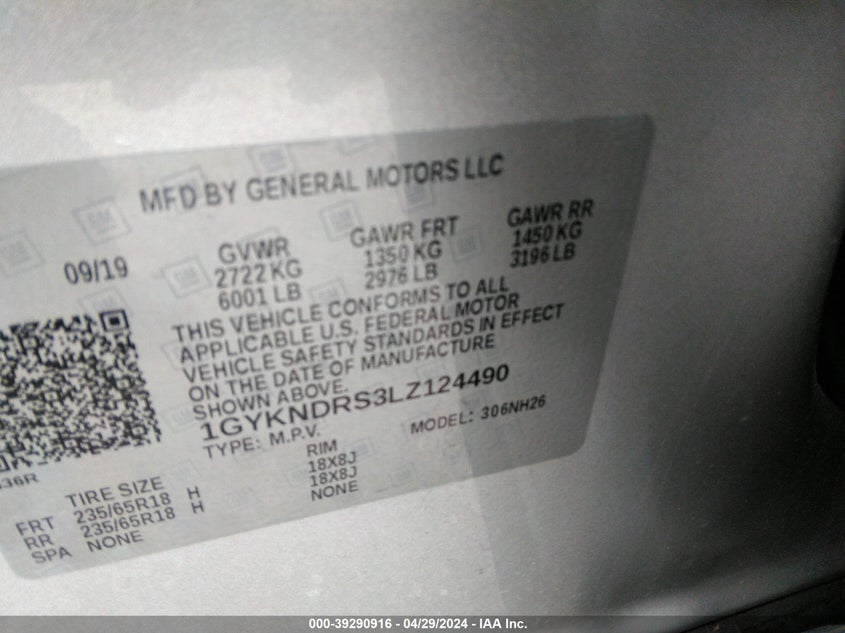 MFD BY GENERAL MOTORS LLC
09/19
GVWR
2722 KG
6001 LB
GAWR FRT
1350 KG
2976 LB
GAWR RR
1450 KG
3196 LB
THIS VEHICLE CONFORMS TO ALL
APPLICABLE U.S. FEDERAL MOTOR
VEHICLE SAFETY STANDARDS IN EFFECT
ON THE DATE OF MANUFACTURE
SHOWN ABOVE.
1GYKNDRS3LZ124490
TYPE: M.P.V. MODEL: 306NH26
TIRE SIZE RIM
FRT 235/65R18 H 18X8J
RR 235/65R18 H 18X8J
SPA NONE NONE
000-39290916 - 04/29/2024 - IAA Inc.